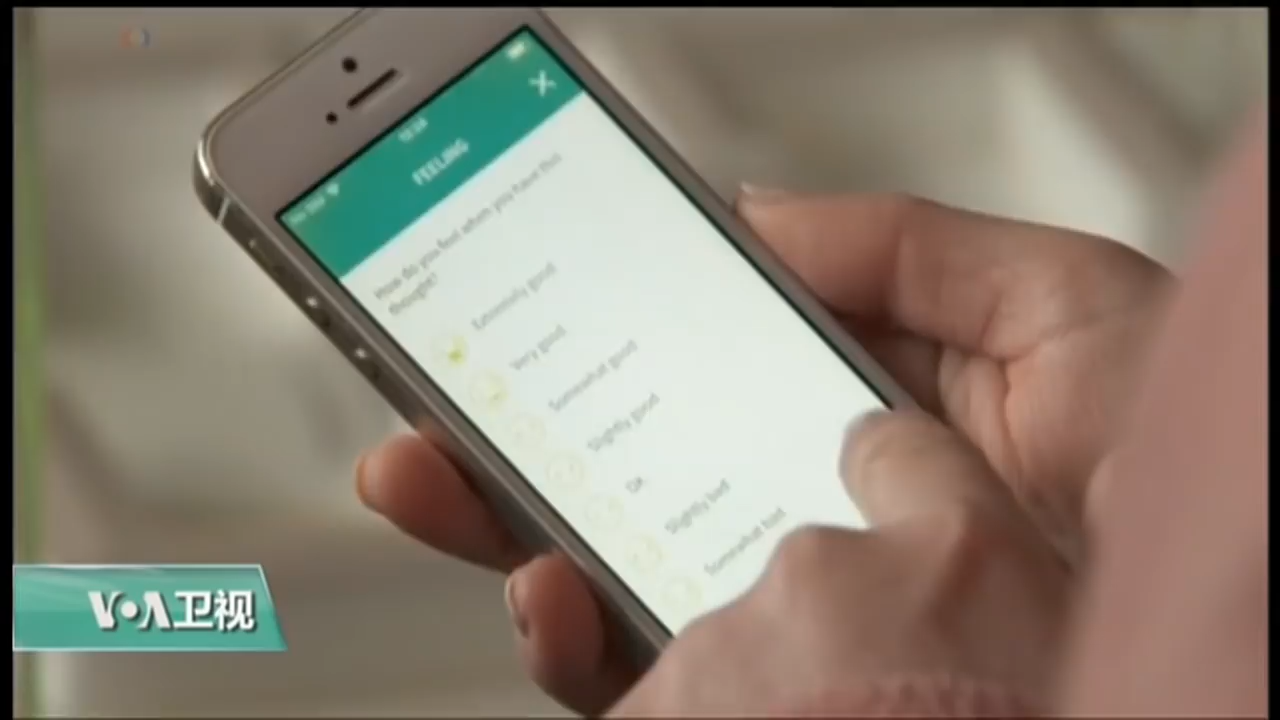 FEELING
How do you feel when you have this
thought?
Extremely good
Very good
Somewhat good
Slightly good
OK
Slightly bad
Somewhat bad
VOA卫视